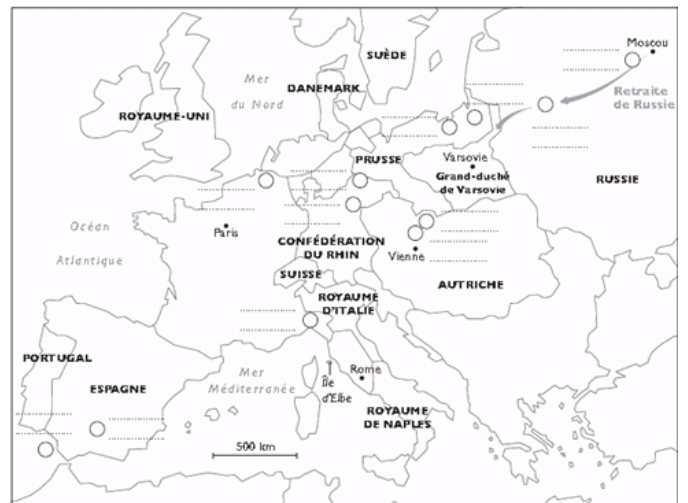 Moscou
SUÈDE
Mer
du Nord
DANEMARK
Retraite
de Russie
ROYAUME-UNI
PRUSSE
Varsovie
Grand-duché
de Varsovie
RUSSIE
Paris
Océan
Atlantique
CONFÉDÉRATION
DU RHIN
Vienne
SUISSE
AUTRICHE
ROYAUME
D'ITALIE
PORTUGAL
ESPAGNE
Mer
Méditerranée
Île
d'Elbe
Rome
ROYAUME
DE NAPLES
500 km